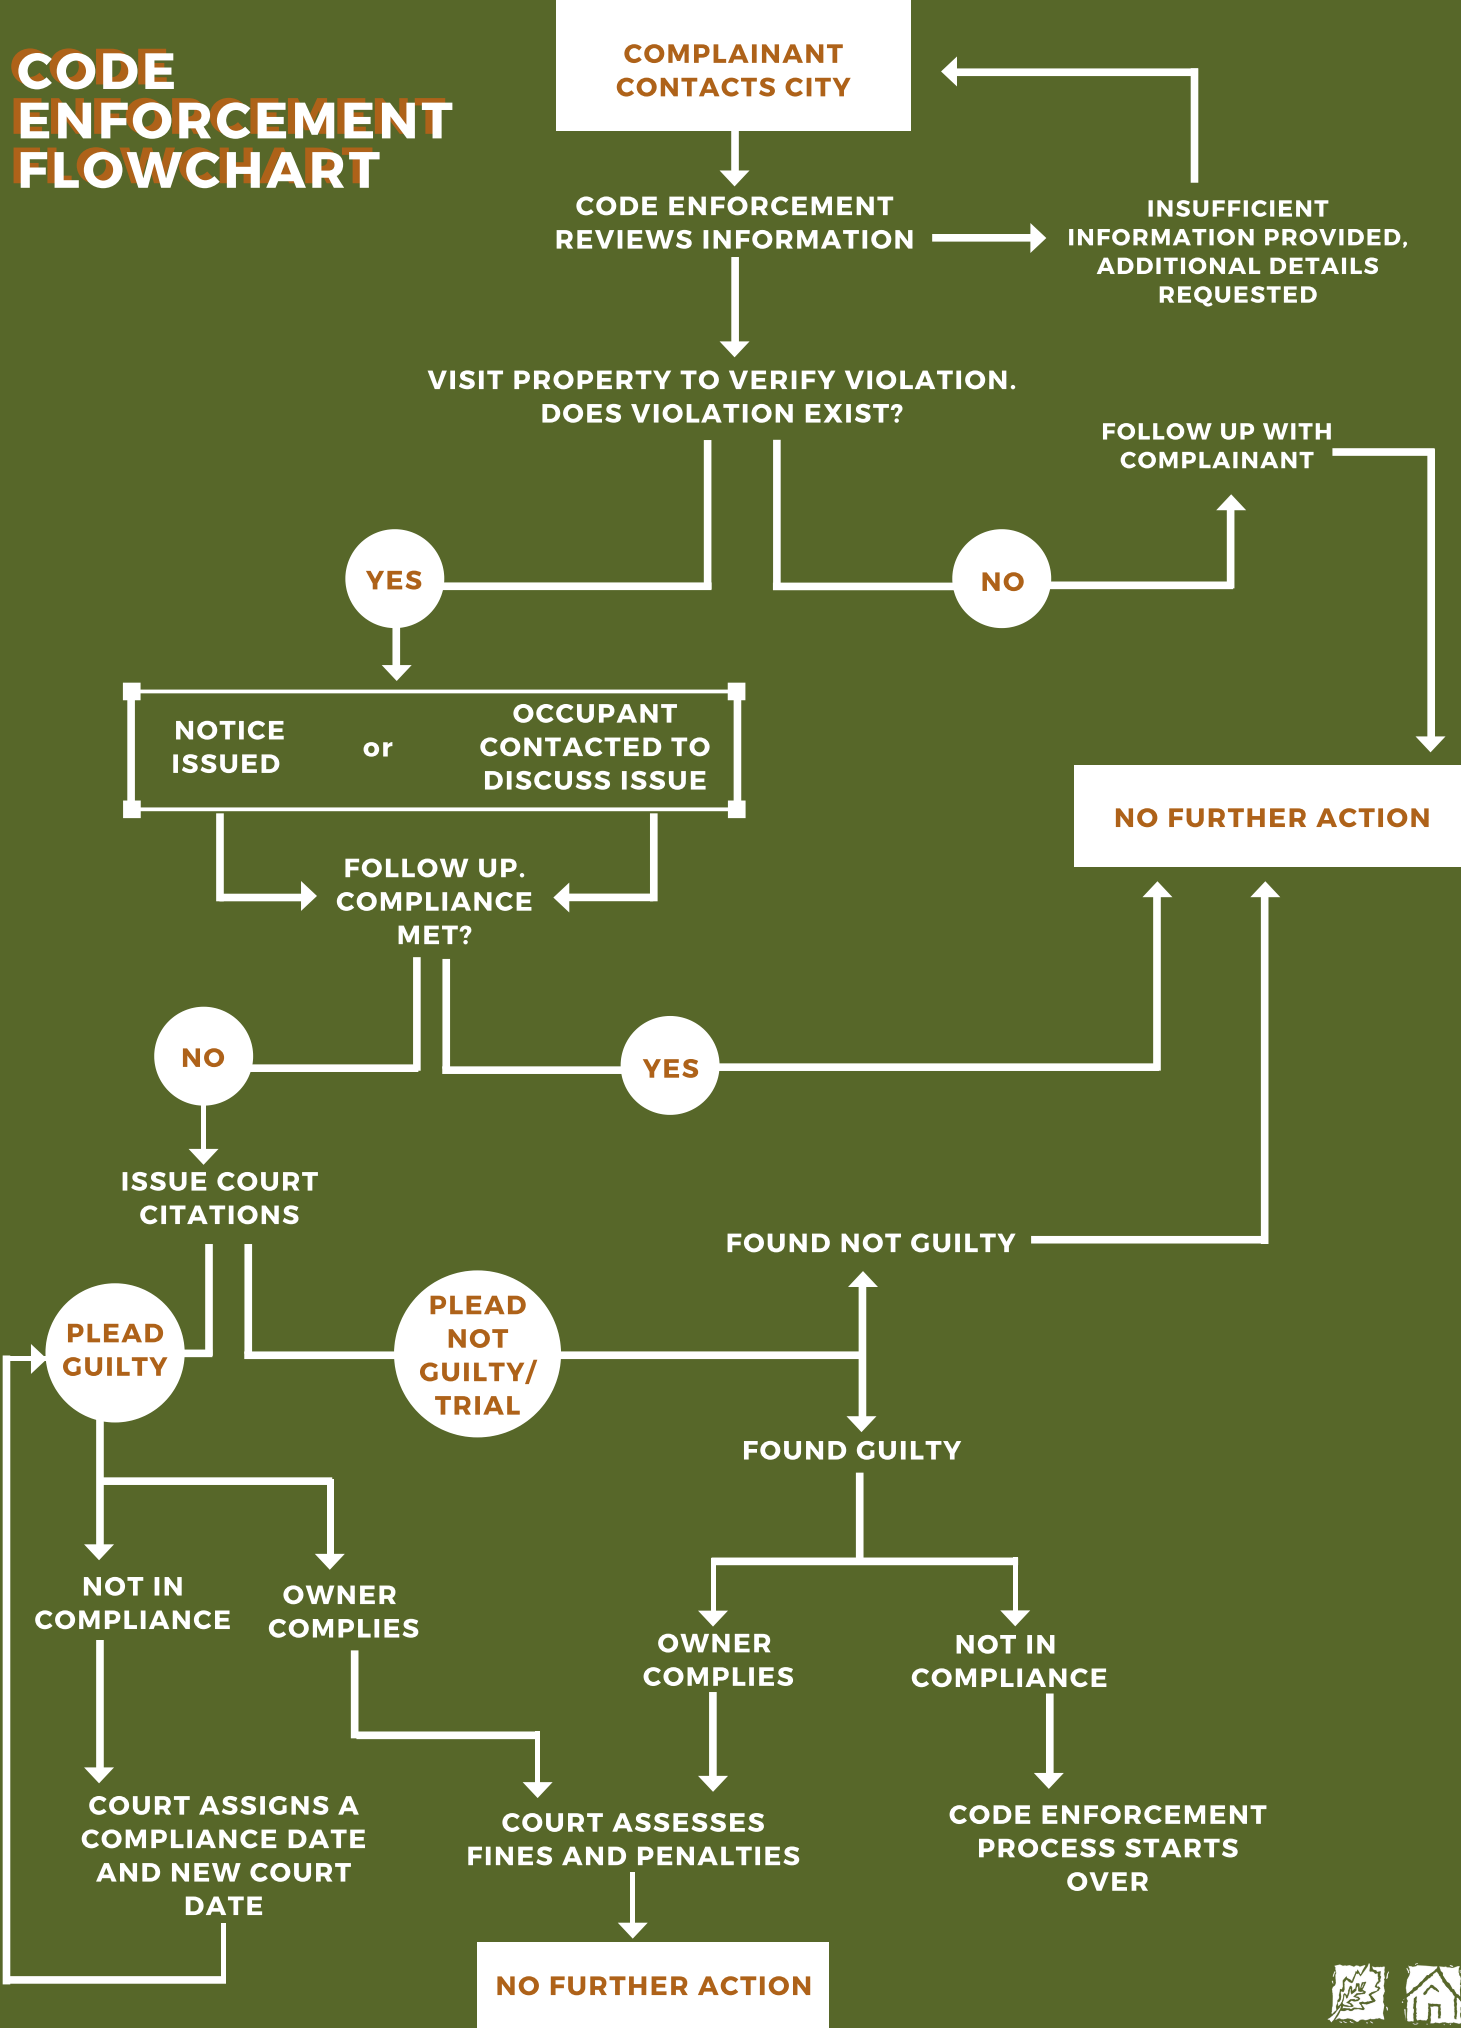 CODE
ENFORCEMENT
FLOWCHART
COMPLAINANT
CONTACTS CITY
CODE ENFORCEMENT
REVIEWS INFORMATION
INSUFFICIENT
INFORMATION PROVIDED,
ADDITIONAL DETAILS
REQUESTED
VISIT PROPERTY TO VERIFY VIOLATION.
DOES VIOLATION EXIST?
FOLLOW UP WITH
COMPLAINANT
YES
NO
NOTICE
ISSUED
or
OCCUPANT
CONTACTED TO
DISCUSS ISSUE
NO FURTHER ACTION
FOLLOW UP.
COMPLIANCE
MET?
NO
YES
ISSUE COURT
CITATIONS
FOUND NOT GUILTY
PLEAD
GUILTY
PLEAD
NOT
GUILTY/
TRIAL
FOUND GUILTY
NOT IN
COMPLIANCE
OWNER
COMPLIES
OWNER
COMPLIES
NOT IN
COMPLIANCE
COURT ASSIGNS A
COMPLIANCE DATE
AND NEW COURT
DATE
COURT ASSESSES
FINES AND PENALTIES
CODE ENFORCEMENT
PROCESS STARTS
OVER
NO FURTHER ACTION